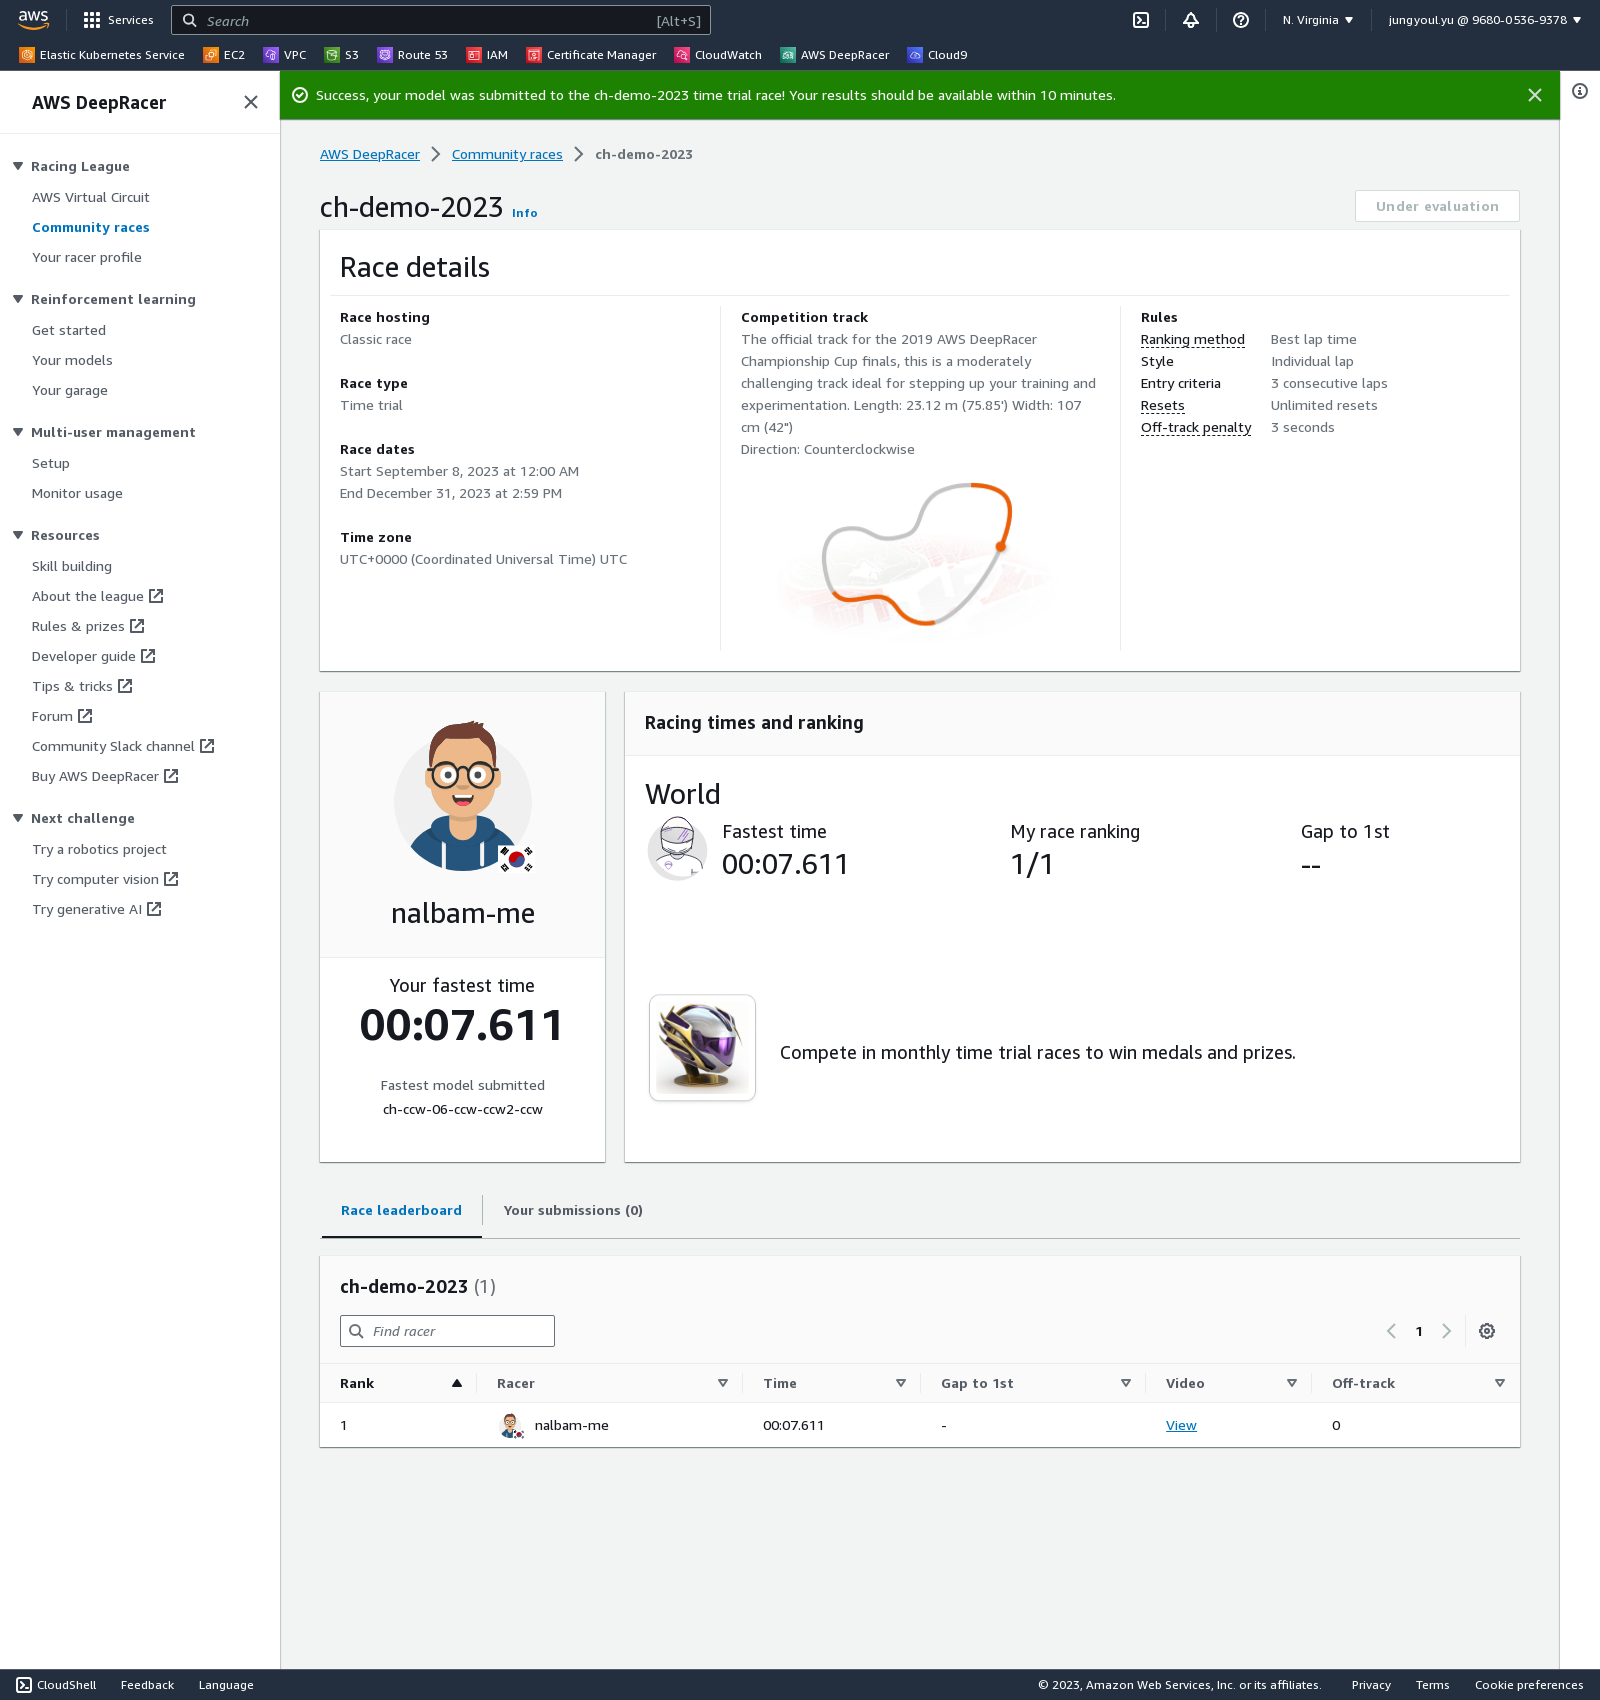 aws
Services
Search
[Alt+S]
N. Virginia
jungyoul.yu @ 9680-0536-9378
Elastic Kubernetes Service
EC2
VPC
S3
Route 53
IAM
Certificate Manager
CloudWatch
AWS DeepRacer
Cloud9
AWS DeepRacer
Racing League
AWS Virtual Circuit
Community races
Your racer profile
Reinforcement learning
Get started
Your models
Your garage
Multi-user management
Setup
Monitor usage
Resources
Skill building
About the league
Rules & prizes
Developer guide
Tips & tricks
Forum
Community Slack channel
Buy AWS DeepRacer
Next challenge
Try a robotics project
Try computer vision
Try generative AI
Success, your model was submitted to the ch-demo-2023 time trial race! Your results should be available within 10 minutes.
AWS DeepRacer
Community races
ch-demo-2023
ch-demo-2023 Info
Under evaluation
Race details
Race hosting
Classic race
Race type
Time trial
Race dates
Start September 8, 2023 at 12:00 AM
End December 31, 2023 at 2:59 PM
Time zone
UTC+0000 (Coordinated Universal Time) UTC
Competition track
The official track for the 2019 AWS DeepRacer
Championship Cup finals, this is a moderately
challenging track ideal for stepping up your training and
experimentation. Length: 23.12 m (75.85') Width: 107
cm (42")
Direction: Counterclockwise
Rules
Ranking method Best lap time
Style Individual lap
Entry criteria 3 consecutive laps
Resets Unlimited resets
Off-track penalty 3 seconds
nalbam-me
Your fastest time
00:07.611
Fastest model submitted
ch-ccw-06-ccw-ccw2-ccw
Racing times and ranking
World
Fastest time
00:07.611
My race ranking
1/1
Gap to 1st
--
Compete in monthly time trial races to win medals and prizes.
Race leaderboard
Your submissions (0)
ch-demo-2023 (1)
Find racer
1
Rank Racer Time Gap to 1st Video Off-track
1 nalbam-me 00:07.611 - View 0
CloudShell
Feedback
Language
© 2023, Amazon Web Services, Inc. or its affiliates.
Privacy
Terms
Cookie preferences